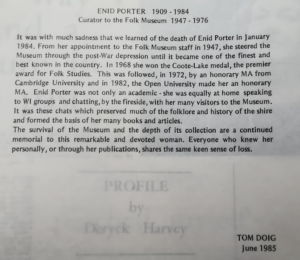 ENID PORTER 1909 - 1984
Curator to the Folk Museum 1947 - 1976
It was with much sadness that we learned of the death of Enid Porter in January
1984. From her appointment to the Folk Museum staff in 1947, she steered the
Museum through the post-War depression until it became one of the finest and
best known in the country. In 1968 she won the Coote-Lake medal, the premier
award for Folk Studies. This was followed, in 1972, by an honorary MA from
Cambridge University and in 1982, the Open University made her an honorary
MA. Enid Porter was not only an academic - she was equally at home speaking
to WI groups and chatting, by the fireside, with her many visitors to the Museum.
It was these chats which preserved much of the folklore and history of the shire
and formed the basis of her many books and articles.
The survival of the Museum and the depth of its collection are a continued
memorial to this remarkable and devoted woman. Everyone who knew her
personally, or through her publications, shares the same keen sense of loss.
PROFILE
by
Deryck Harvey
TOM DOIG
June 1985